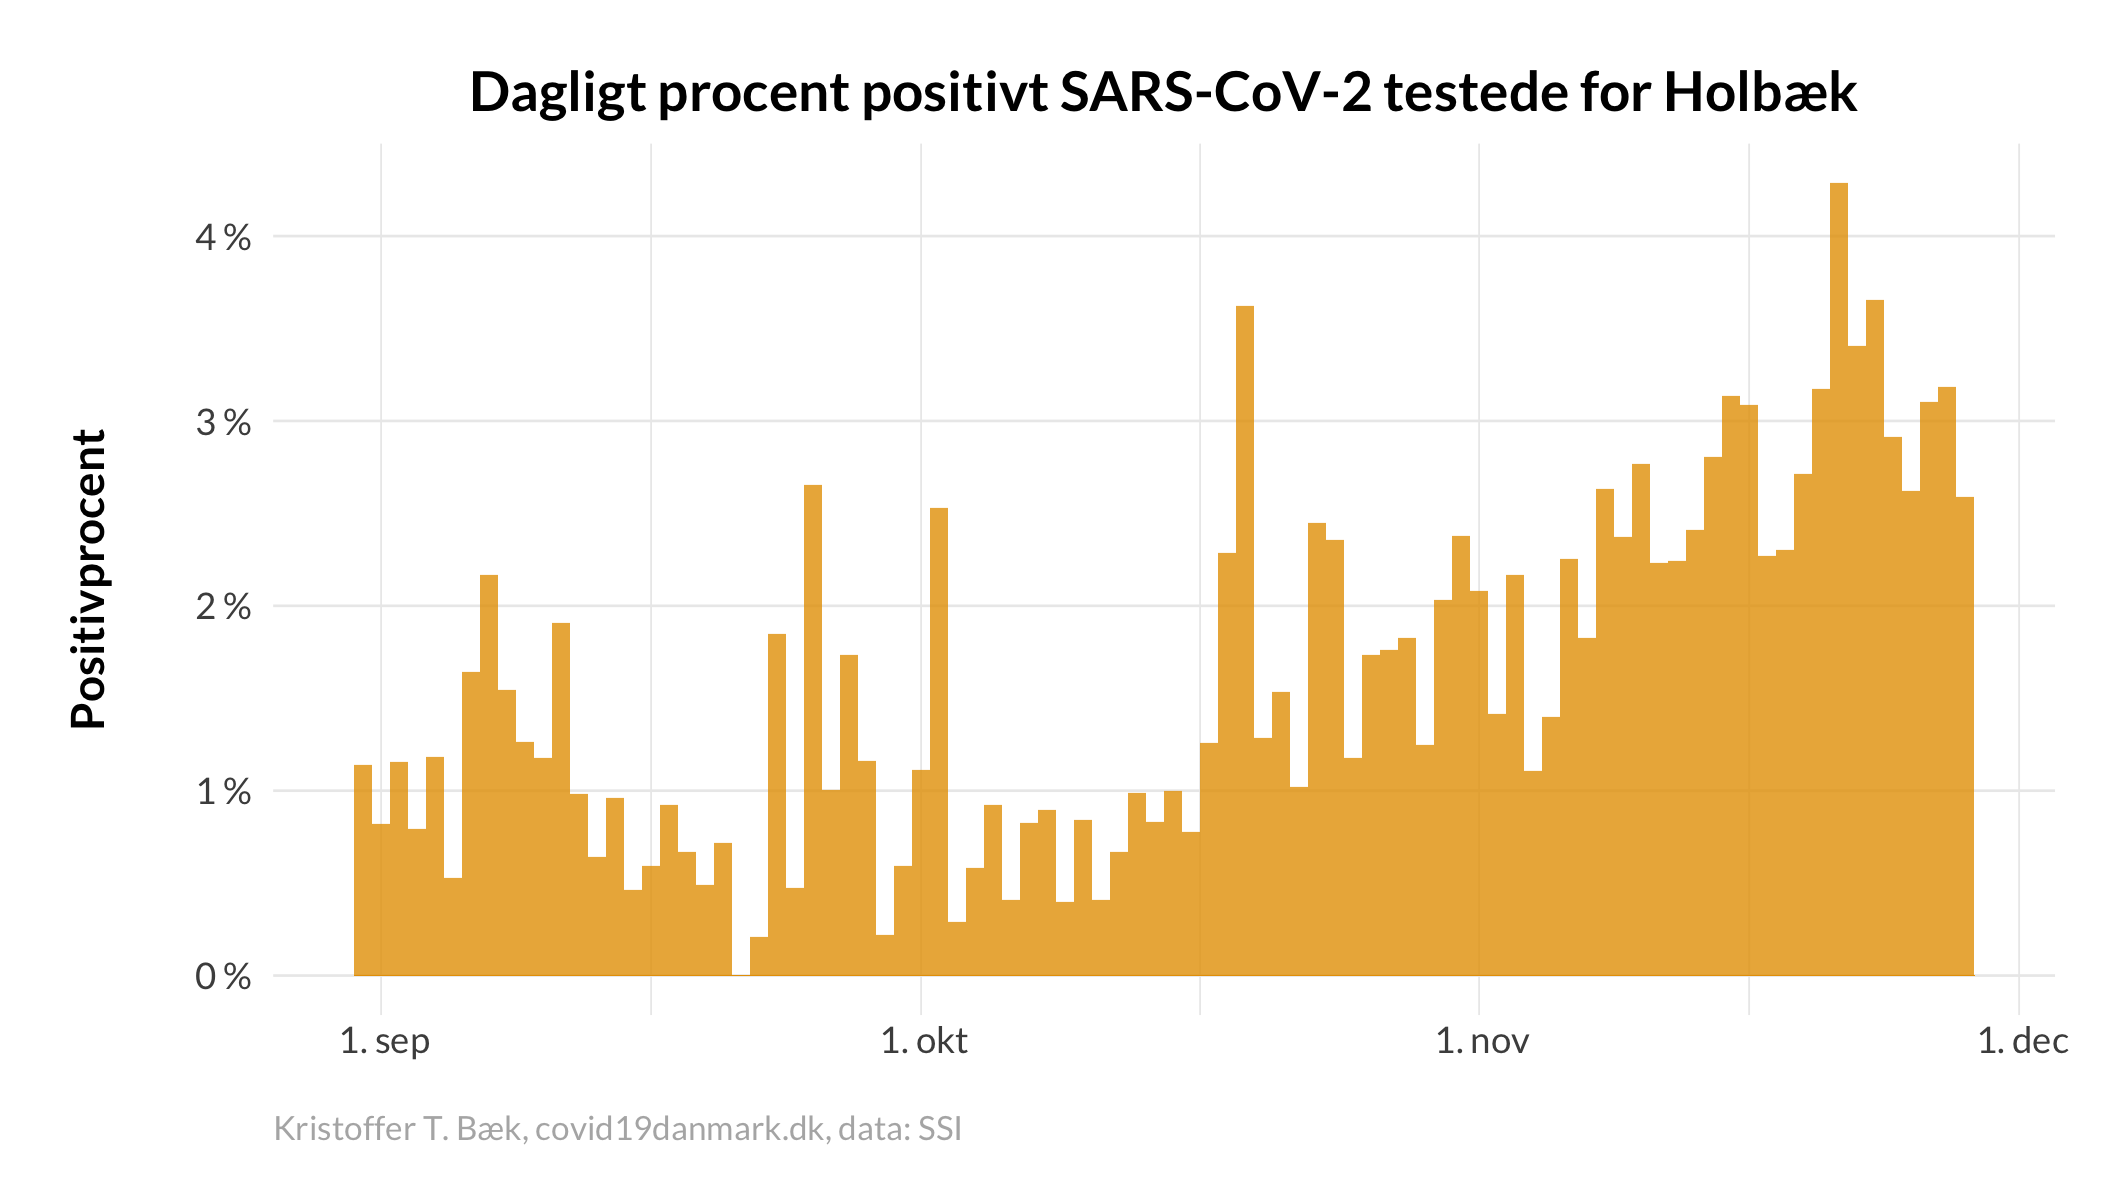 Dagligt procent positivt SARS-CoV-2 testede for Holbæk
Positivprocent
4 %
3 %
2 %
1 %
0 %
1. sep
1. okt
1. nov
1. dec
Kristoffer T. Bæk, covid19danmark.dk, data: SSI